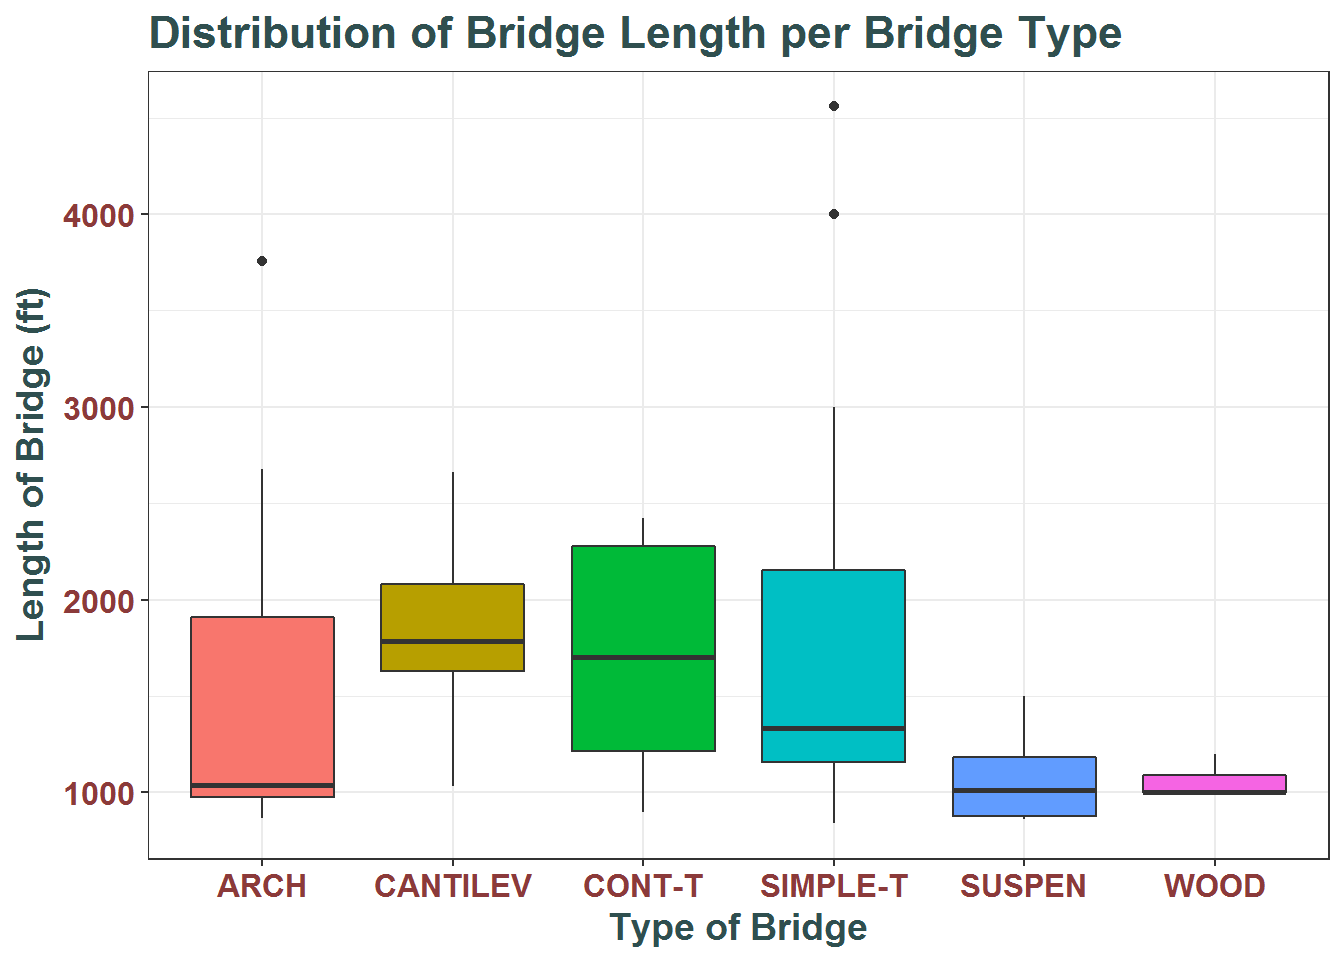 Distribution of Bridge Length per Bridge Type
Length of Bridge (ft)
4000
3000
2000
1000
ARCH CANTILEV CONT-T SIMPLE-T SUSPEN WOOD
Type of Bridge